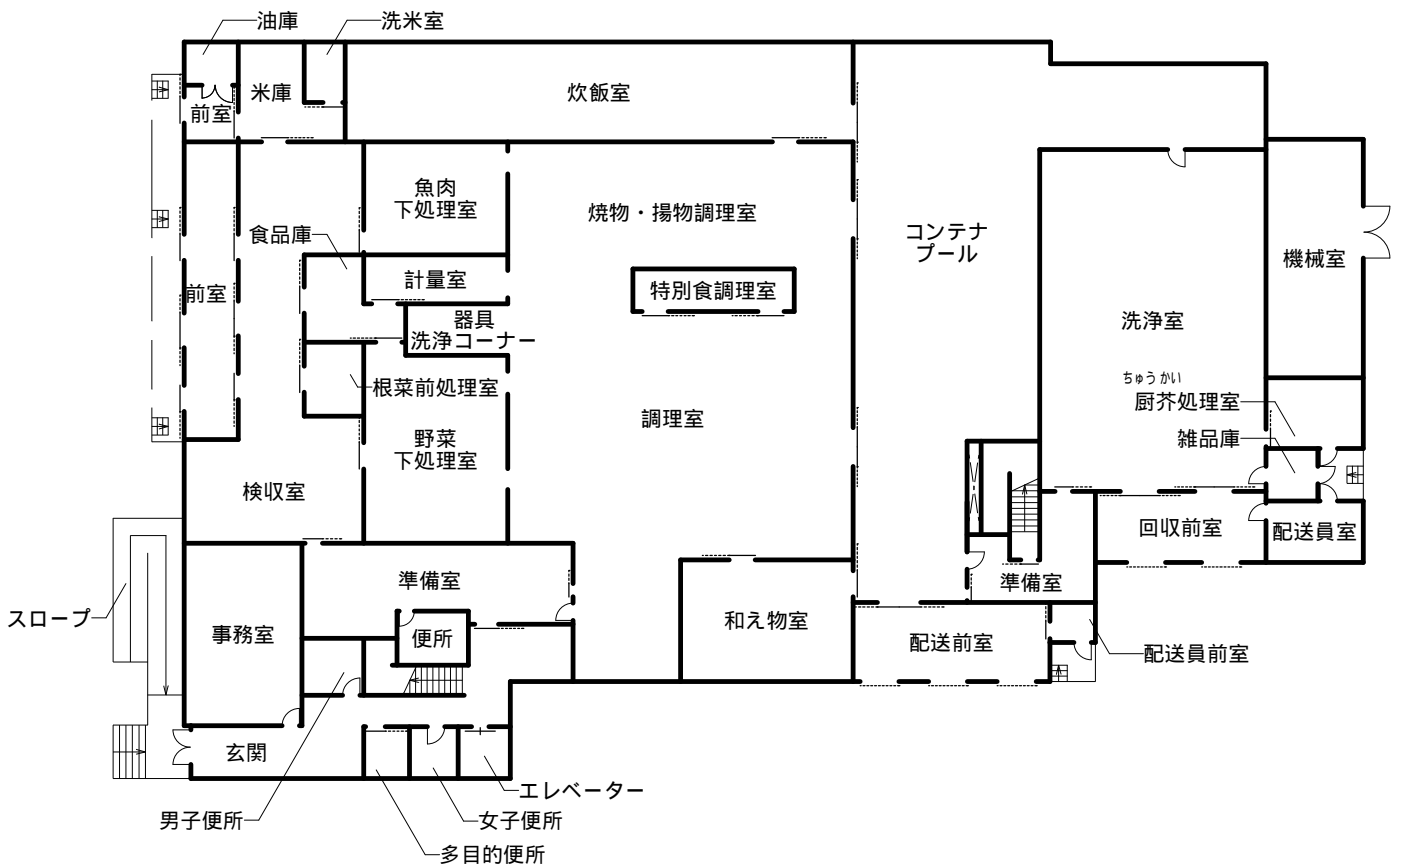 油庫
洗米室
米庫
前室
炊飯室
魚肉
下処理室
焼物・揚物調理室
食品庫
コンテナ
プール
計量室
機械室
前室
特別食調理室
器具
洗浄コーナー
洗浄室
根菜前処理室
ちゅうかい
厨芥処理室
調理室
雑品庫
野菜
下処理室
検収室
回収前室
配送員室
準備室
準備室
スロープ
事務室
便所
和え物室
配送前室
配送員前室
玄関
エレベーター
男子便所
女子便所
多目的便所